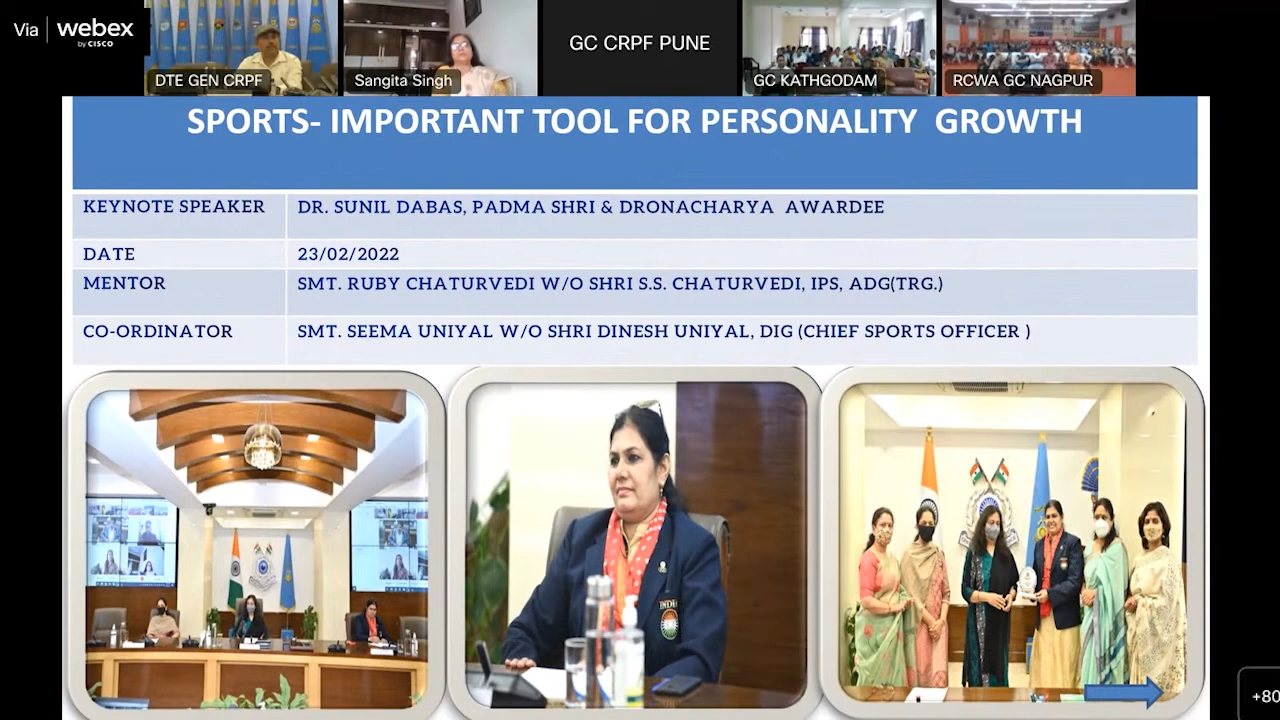 Via webex
by CISCO
DTE GEN CRPF
Sangita Singh
GC CRPF PUNE
GC KATHGODAM
RCWA GC NAGPUR
SPORTS- IMPORTANT TOOL FOR PERSONALITY GROWTH
KEYNOTE SPEAKER DR. SUNIL DABAS, PADMA SHRI & DRONACHARYA AWARDEE
DATE 23/02/2022
MENTOR SMT. RUBY CHATURVEDI W/O SHRI S.S. CHATURVEDI, IPS, ADG(TRG.)
CO-ORDINATOR SMT. SEEMA UNIYAL W/O SHRI DINESH UNIYAL, DIG (CHIEF SPORTS OFFICER )
INDIA
+80